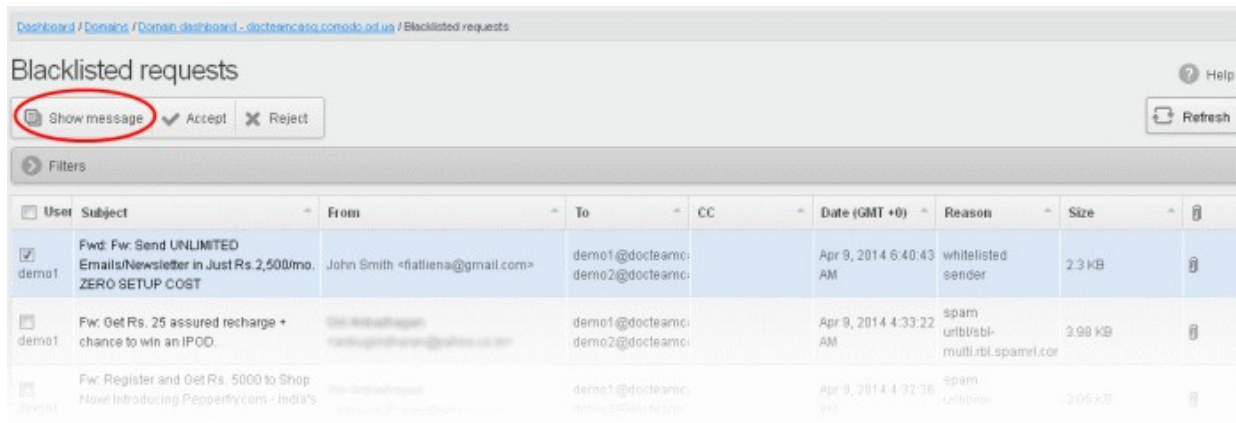 Dashboard / Domains / Domain dashboard - docteamcasg.comodo.od.ua / Blacklisted requests
Blacklisted requests
Help
Show message Accept Reject
Refresh
Filters
User Subject From To CC Date (GMT +0) Reason Size
Fwd: Fw: Send UNLIMITED
Emails/Newsletter in Just Rs.2,500/mo.
ZERO SETUP COST
demo1
John Smith <fiatliena@gmail.com>
demo1@docteamc
demo2@docteamc
Apr 9, 2014 6:40:43
AM
whitelisted
sender
2.3 KB
Fw: Get Rs. 25 assured recharge +
chance to win an IPOD.
demo1
demo1@docteamc
demo2@docteamc
Apr 9, 2014 4:33:22
AM
spam
urlbl/sbl-
multi.rbl.spamrl.cor
3.98 KB
Fw: Register and Get Rs. 5000 to Shop
Now! Introducing Pepperfry.com - India's
demo1
demo1@docteamc
Apr 9, 2014 4:32:36
spam
3.05 KB